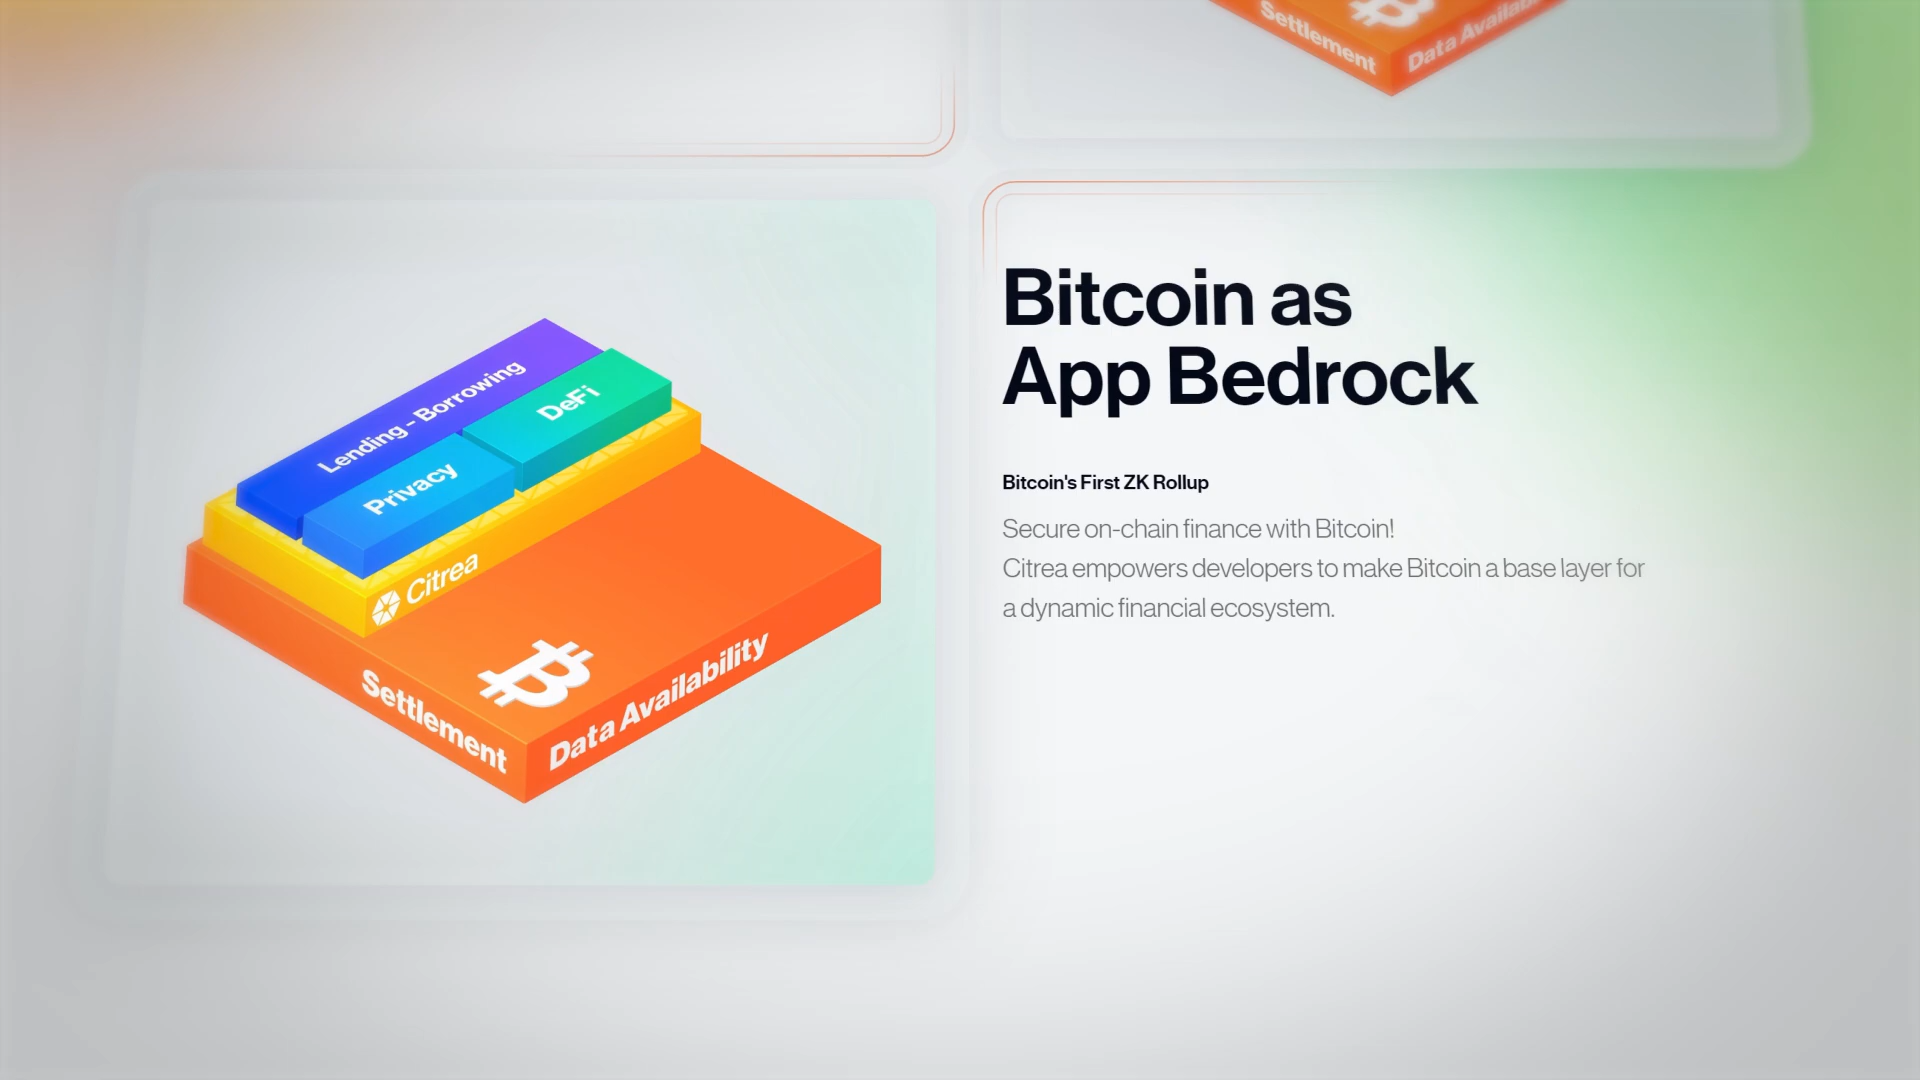 Settlement
Data Availab
Lending - Borrowing
DeFi
Privacy
Citrea
Settlement
Data Availability
Bitcoin as
App Bedrock
Bitcoin's First ZK Rollup
Secure on-chain finance with Bitcoin!
Citrea empowers developers to make Bitcoin a base layer for
a dynamic financial ecosystem.